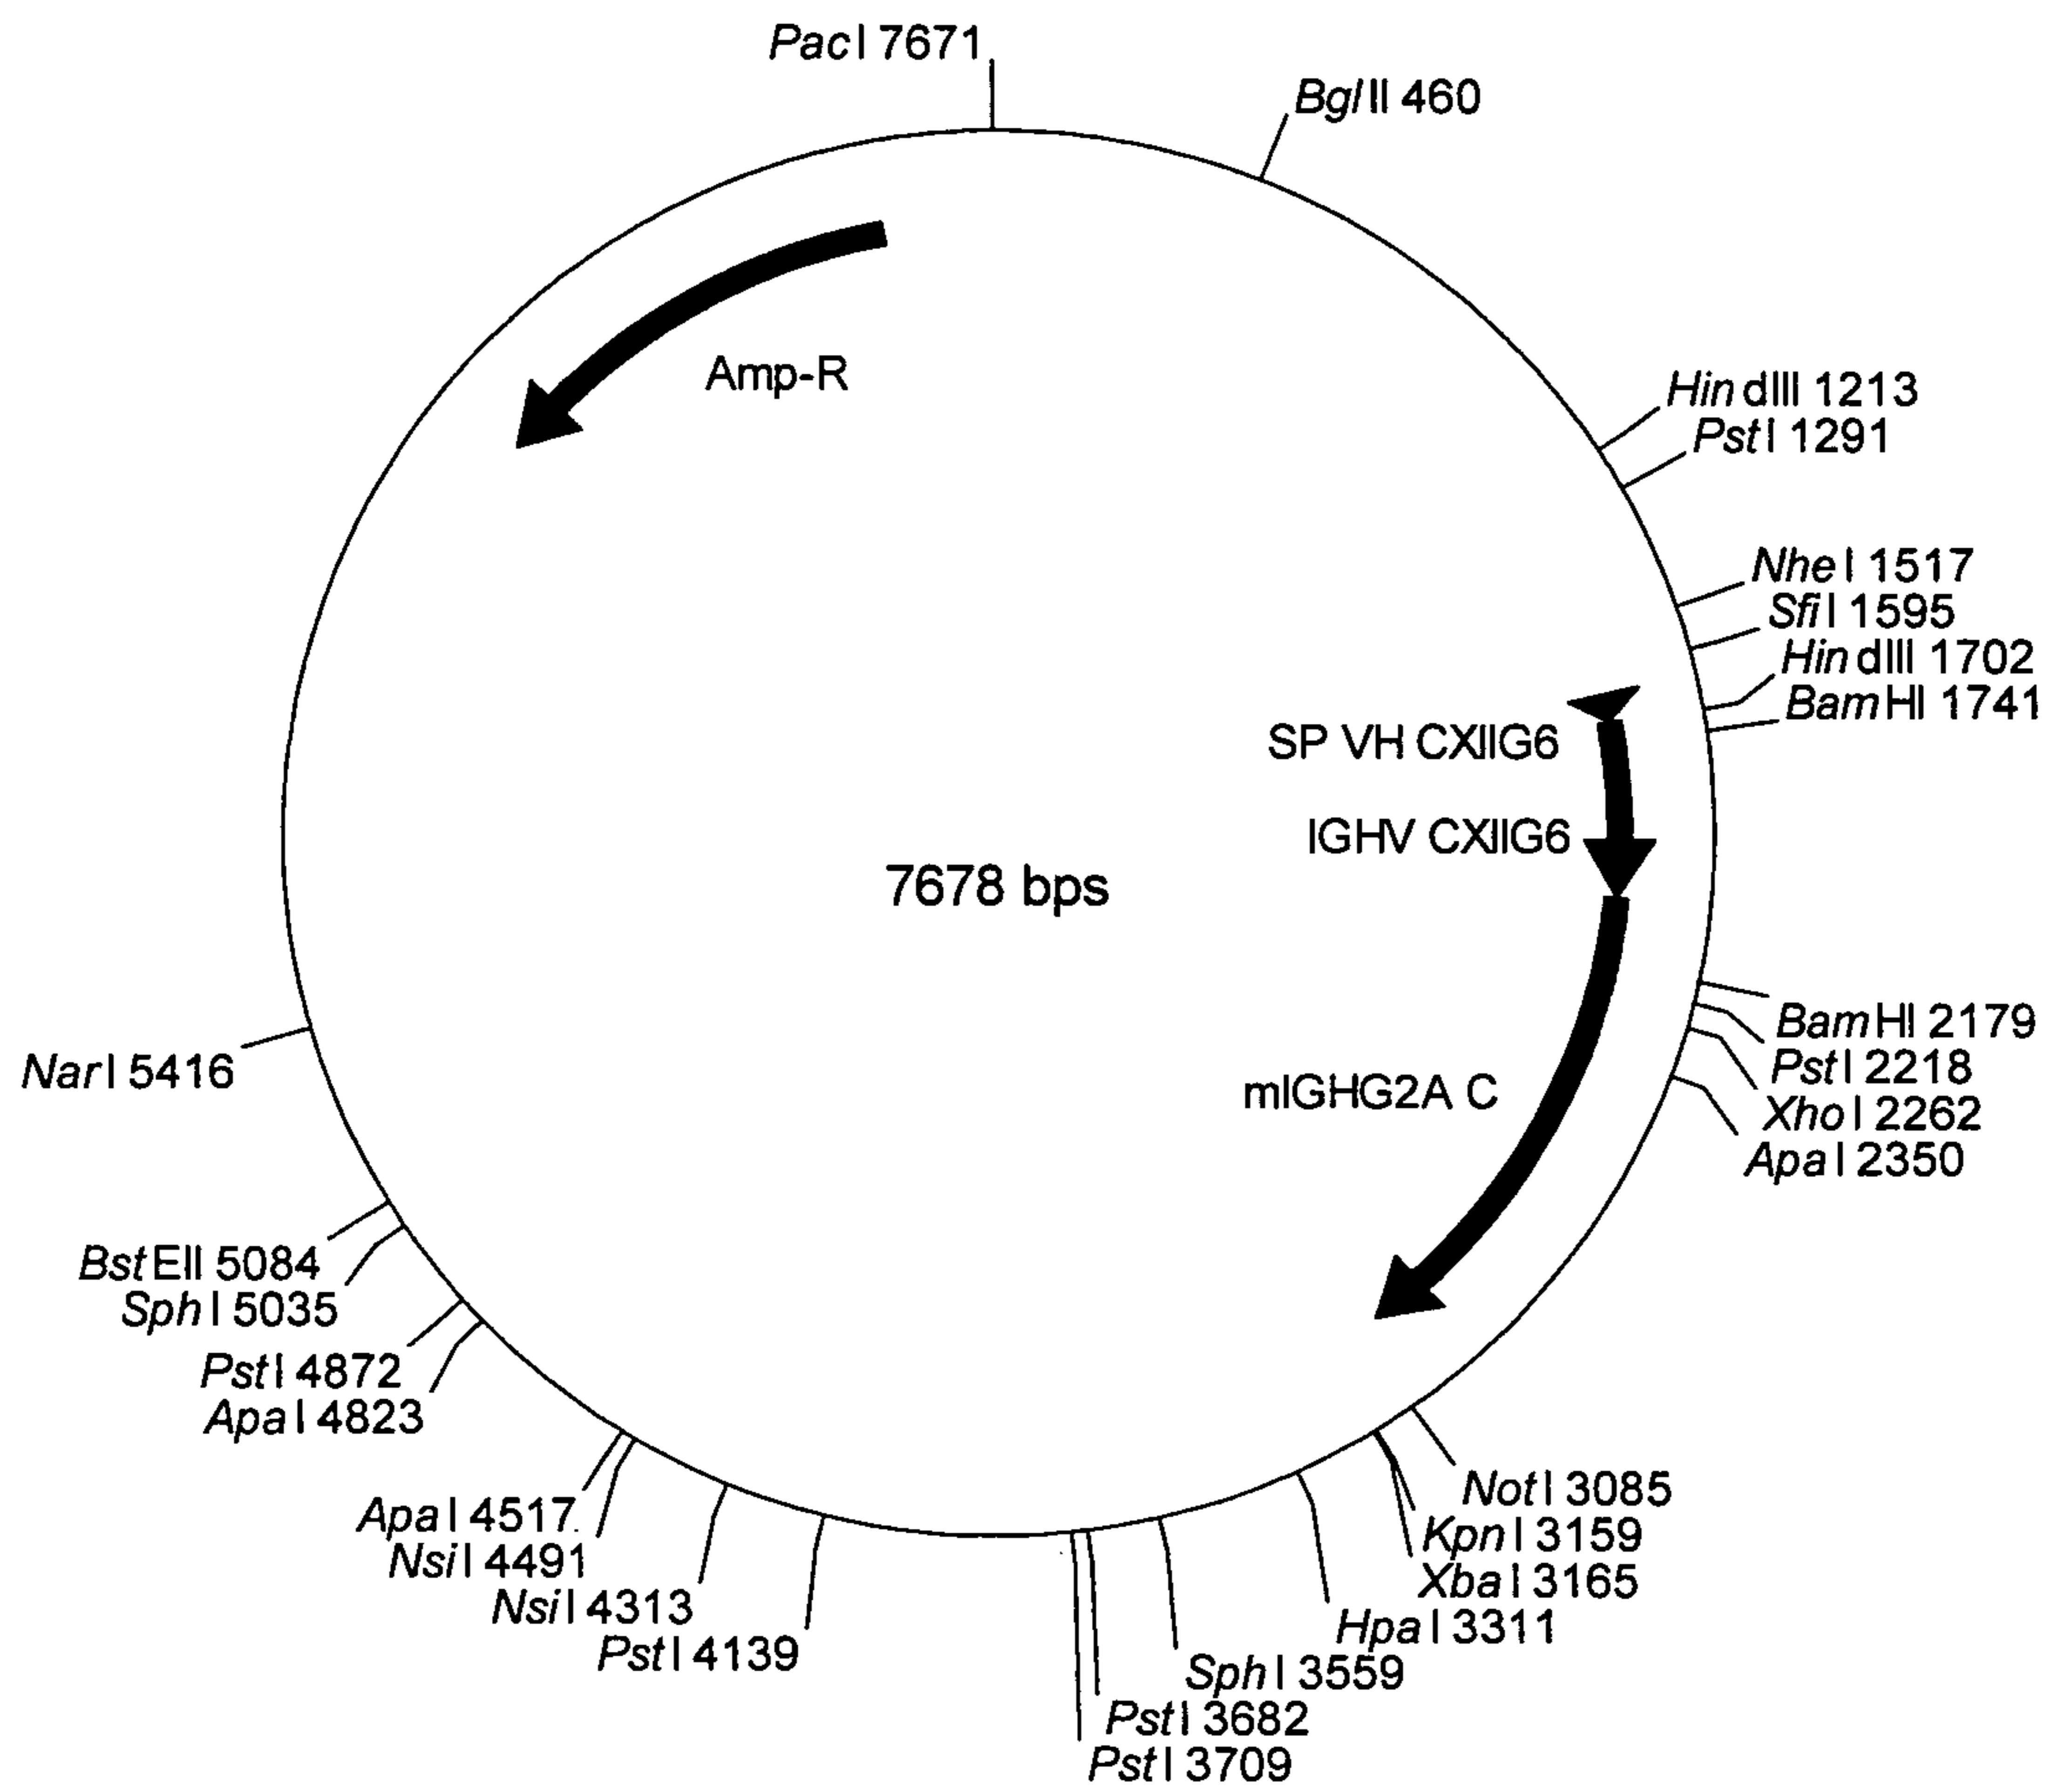 PacI 7671
BglII 460
HindIII 1213
PstI 1291
Amp-R
NheI 1517
SfiI 1595
HindIII 1702
BamHI 1741
SP VH CXIIG6
IGHV CXIIG6
7678 bps
BamHI 2179
PstI 2218
XhoI 2262
ApaI 2350
mIGHG2A C
NarI 5416
BstEII 5084
SphI 5035
PstI 4872
ApaI 4823
ApaI 4517
NsiI 4491
NsiI 4313
PstI 4139
NotI 3085
KpnI 3159
XbaI 3165
HpaI 3311
SphI 3559
PstI 3682
PstI 3709